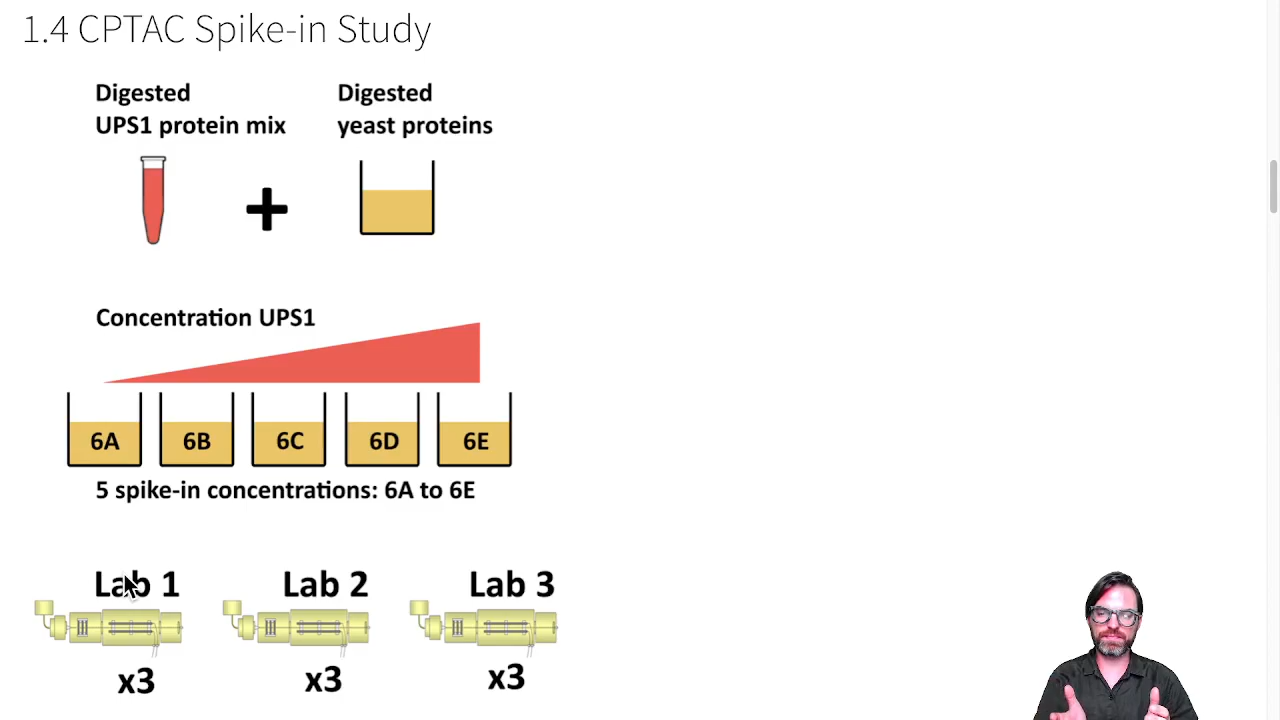 1.4 CPTAC Spike-in Study
Digested
UPS1 protein mix
Digested
yeast proteins
+
Concentration UPS1
6A 6B 6C 6D 6E
5 spike-in concentrations: 6A to 6E
Lab 1 Lab 2 Lab 3
x3 x3 x3